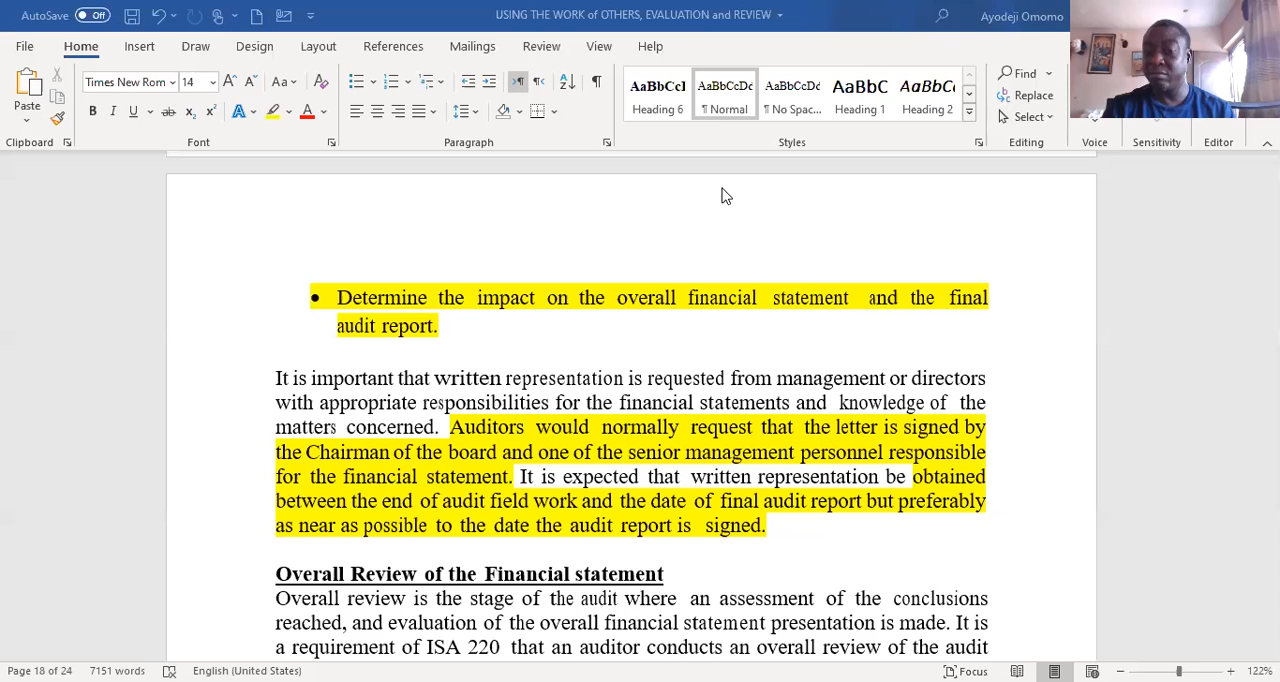 AutoSave Off USING THE WORK of OTHERS, EVALUATION and REVIEW Ayodeji Omomo
File Home Insert Draw Design Layout References Mailings Review View Help
Times New Rom 14 Aa
AaBbCcI AaBbCcDc AaBbCcDd AaBbC AaBbCc
Find
Paste
Replace
B I U ab x₂ x² A A
Heading 6 ¶ Normal ¶ No Spac... Heading 1 Heading 2
Select
Clipboard Font Paragraph Styles Editing Voice Sensitivity Editor
• Determine the impact on the overall financial statement and the final
audit report.
It is important that written representation is requested from management or directors
with appropriate responsibilities for the financial statements and knowledge of the
matters concerned. Auditors would normally request that the letter is signed by
the Chairman of the board and one of the senior management personnel responsible
for the financial statement. It is expected that written representation be obtained
between the end of audit field work and the date of final audit report but preferably
as near as possible to the date the audit report is signed.
Overall Review of the Financial statement
Overall review is the stage of the audit where an assessment of the conclusions
reached, and evaluation of the overall financial statement presentation is made. It is
a requirement of ISA 220 that an auditor conducts an overall review of the audit
Page 18 of 24 7151 words English (United States) Focus 122%